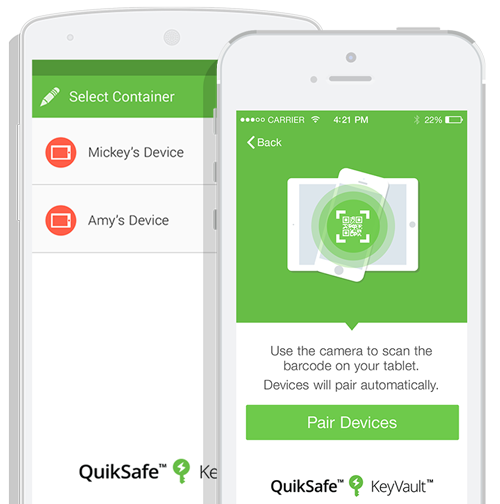 Select Container
Mickey's Device
Amy's Device
QuikSafe™ Ke
●●●○○ CARRIER 4:21 PM 22%
Back
Use the camera to scan the
barcode on your tablet.
Devices will pair automatically.
Pair Devices
QuikSafe™ KeyVault™